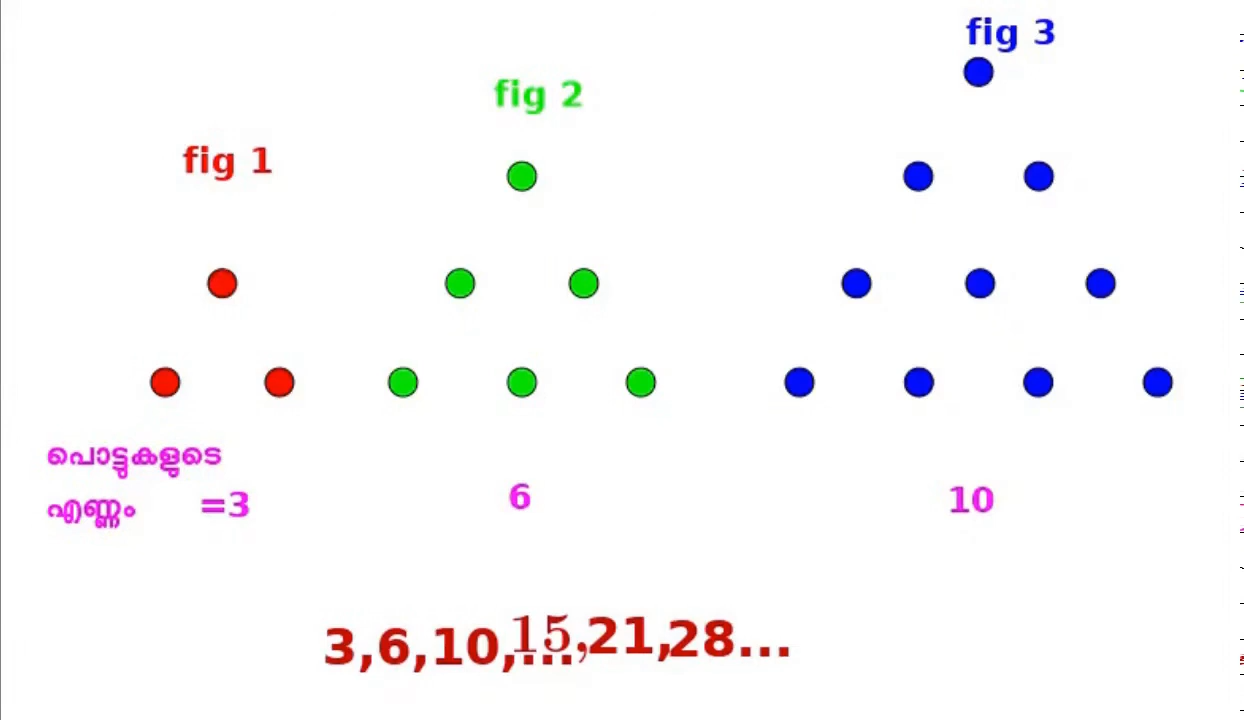 fig 3
fig 2
fig 1
പൊട്ടുകളുടെ
എണ്ണം =3 6 10
3,6,10,...15,21,28...